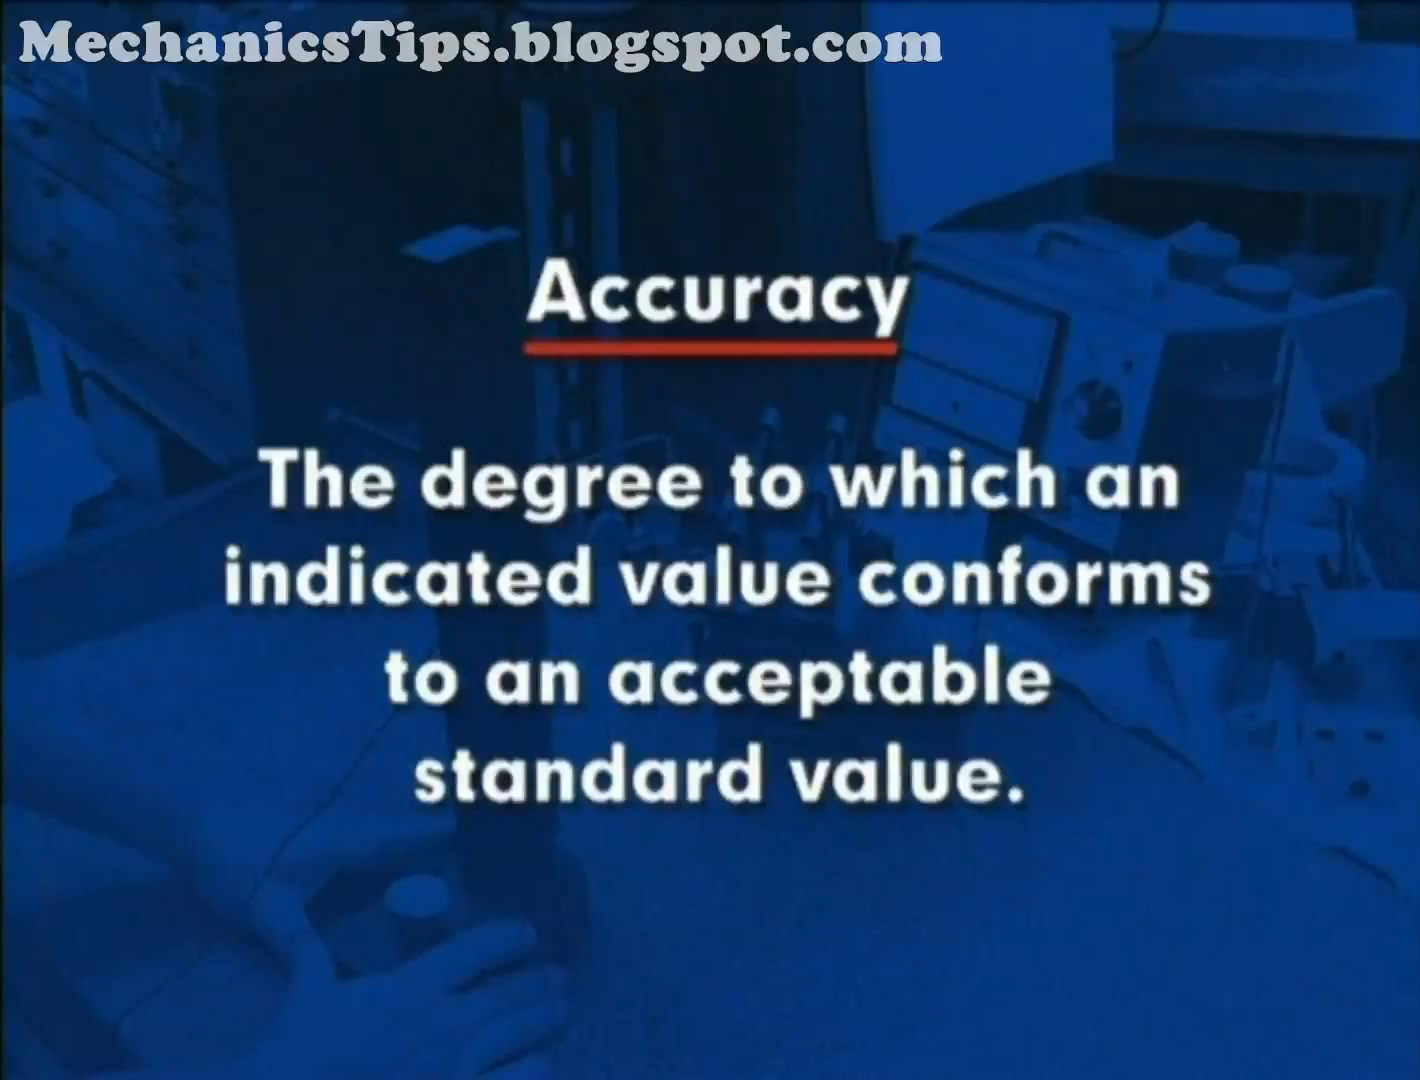 MechanicsTips.blogspot.com
Accuracy
The degree to which an
indicated value conforms
to an acceptable
standard value.